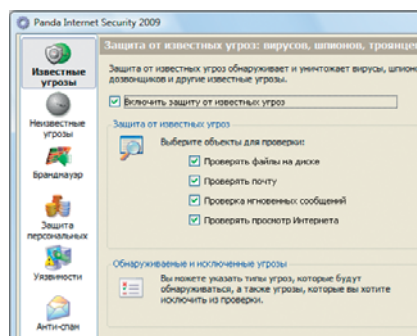 Panda Internet Security 2009
Известные
угрозы
Неизвестные
угрозы
Брандмауэр
Защита
персональных
Уязвимости
Анти-спам
Защита от известных угроз: вирусов, шпионов, троянце
Защита от известных угроз обнаруживает и уничтожает вирусы, шпионс
дозвонщиков и другие известные угрозы.
Включить защиту от известных угроз
Защита от известных угроз
Выберите объекты для проверки:
Проверять файлы на диске
Проверять почту
Проверка мгновенных сообщений
Проверять просмотр Интернета
Обнаруживаемые и исключенные угрозы
Вы можете указать типы угроз, которые будут
обнаруживаться, а также угрозы, которые вы хотите
исключить из проверки.